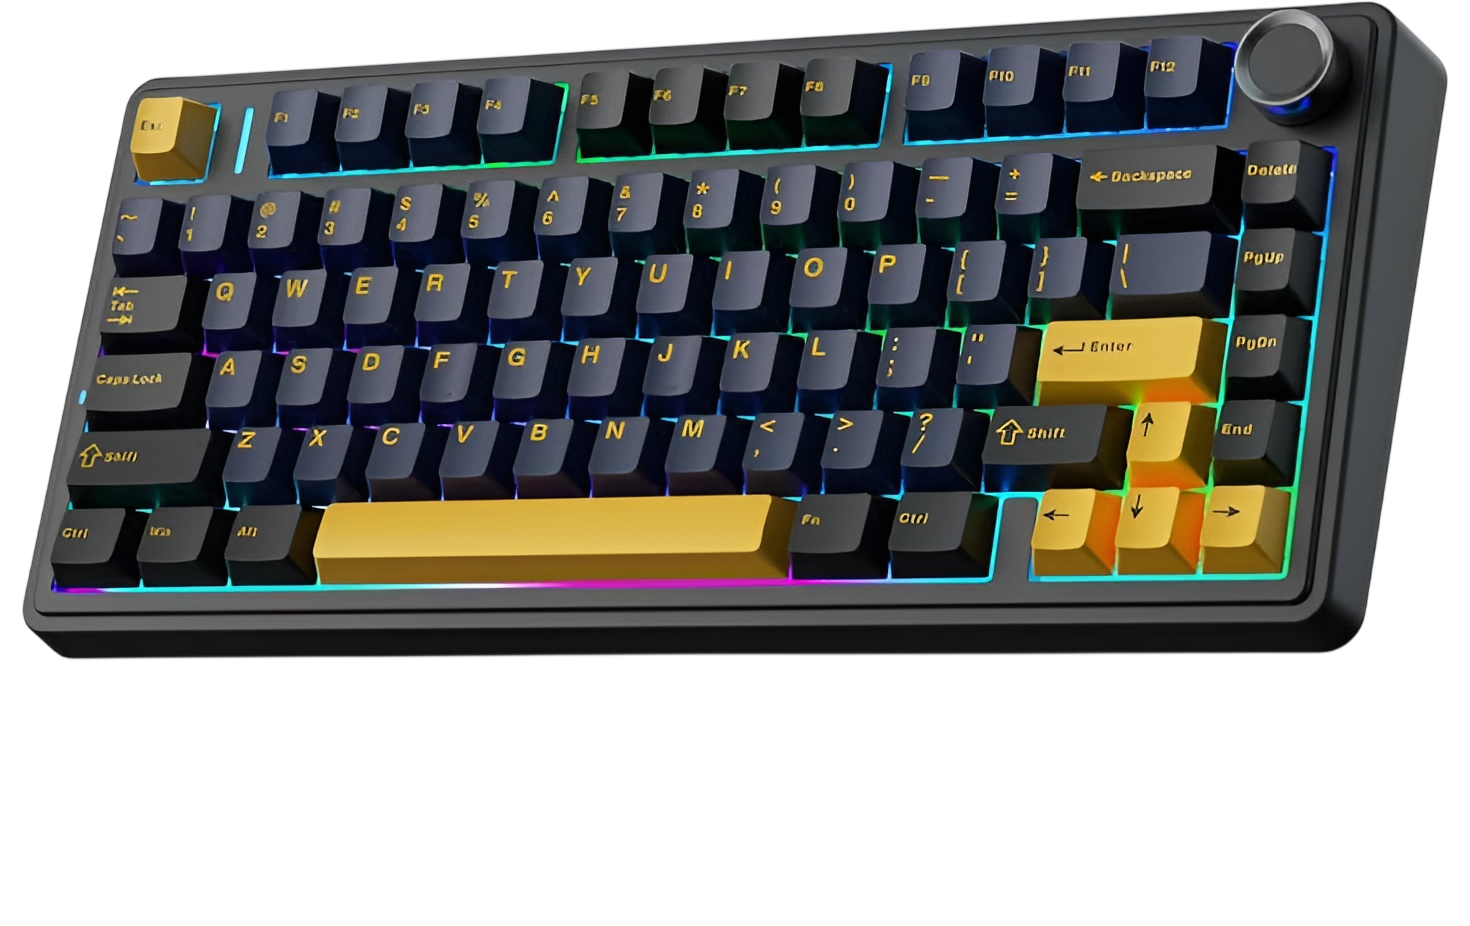 Esc F1 F2 F3 F4 F5 F6 F7 F8 F9 F10 F11 F12
~ ! @ # $ % ^ & * ( ) — +
` 1 2 3 4 5 6 7 8 9 0 - = ← Backspace Delete
Tab Q W E R T Y U I O P { } | PgUp
[ ] \
Caps Lock A S D F G H J K L : " Enter PgDn
; '
Shift Z X C V B N M < > ? Shift ↑ End
, . /
Ctrl Alt Fn Ctrl ← ↓ →